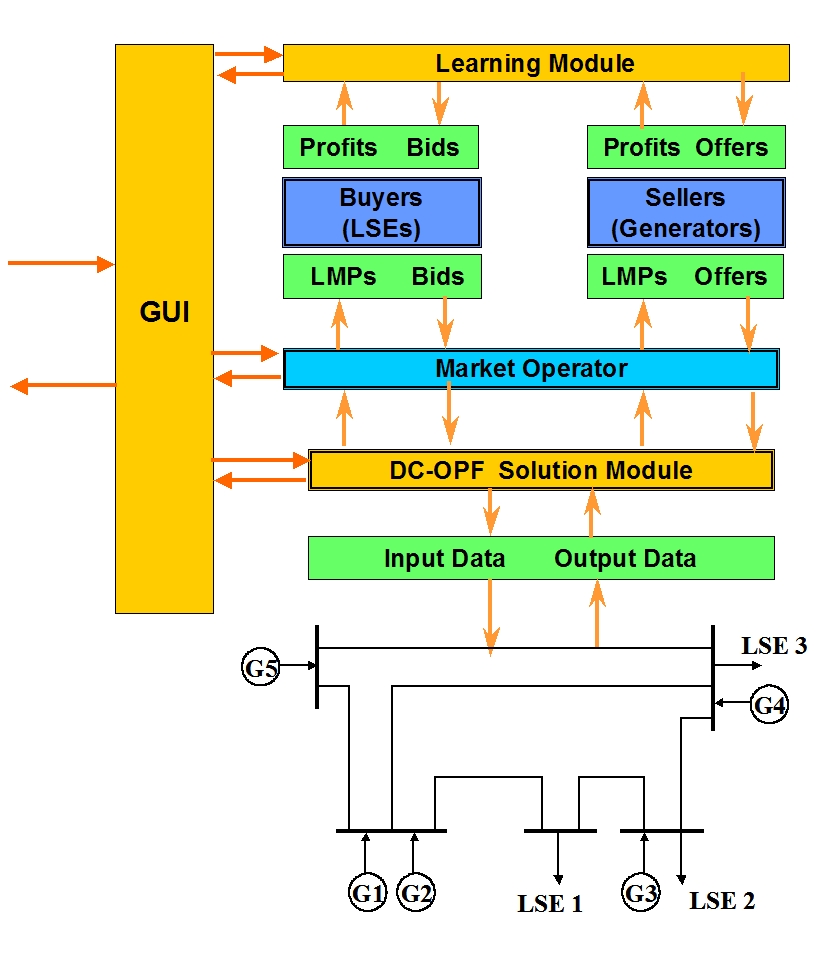 Learning Module
Profits Bids
Profits Offers
Buyers
(LSEs)
Sellers
(Generators)
LMPs Bids
LMPs Offers
GUI
Market Operator
DC-OPF Solution Module
Input Data Output Data
LSE 3
G5
G4
G1
G2
LSE 1
G3
LSE 2